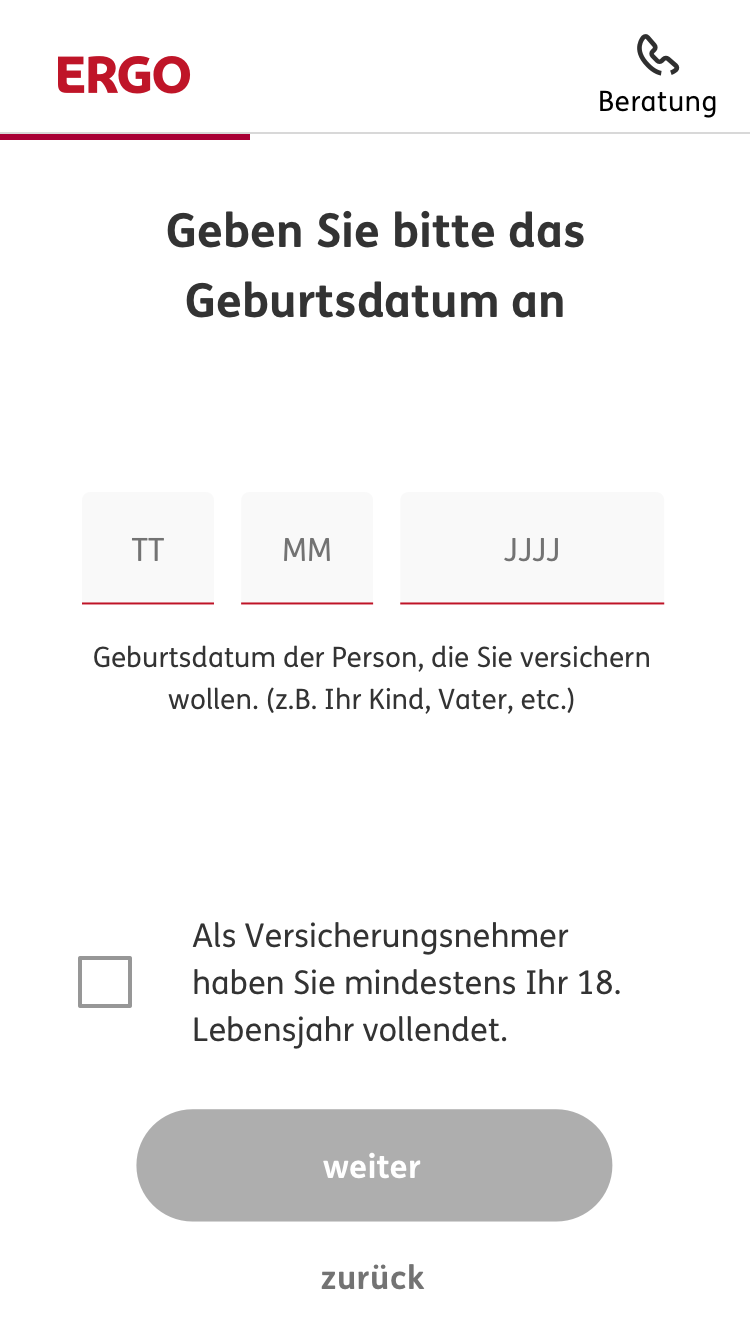 ERGO
Beratung
Geben Sie bitte das
Geburtsdatum an
TT MM JJJJ
Geburtsdatum der Person, die Sie versichern
wollen. (z.B. Ihr Kind, Vater, etc.)
Als Versicherungsnehmer
haben Sie mindestens Ihr 18.
Lebensjahr vollendet.
weiter
zurück